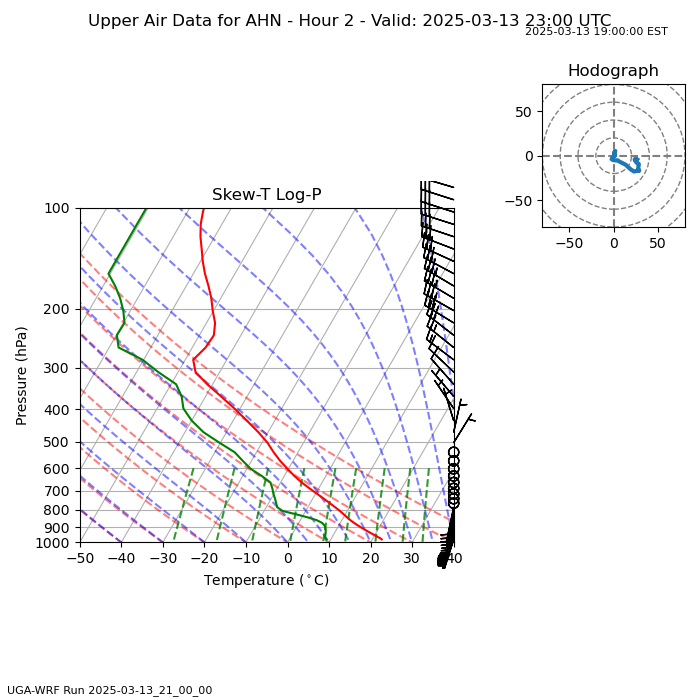 Upper Air Data for AHN - Hour 2 - Valid: 2025-03-13 23:00 UTC
2025-03-13 19:00:00 EST
Hodograph
50
0
−50
−50 0 50
Skew-T Log-P
100
200
300
400
500
600
700
800
900
1000
Pressure (hPa)
−50 −40 −30 −20 −10 0 10 20 30 40
Temperature (°C)
UGA-WRF Run 2025-03-13_21_00_00